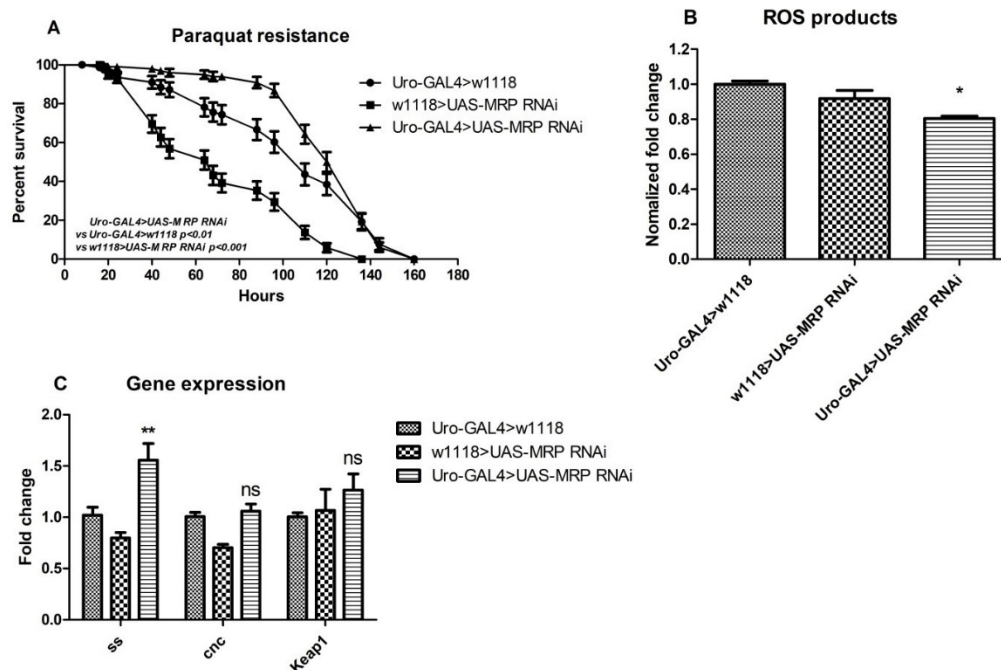 A
Paraquat resistance
Percent survival
100
80
60
40
20
0
0 20 40 60 80 100 120 140 160 180
Hours
Uro-GAL4>UAS-MRP RNAi
vs Uro-GAL4>w1118 p<0.01
vs w1118>UAS-MRP RNAi p<0.001
Uro-GAL4>w1118
w1118>UAS-MRP RNAi
Uro-GAL4>UAS-MRP RNAi
B
ROS products
Nomalized fold change
1.2
1.0
0.8
0.6
0.4
0.2
0.0
*
Uro-GAL4>w1118
w1118>UAS-MRP RNAi
Uro-GAL4>UAS-MRP RNAi
C
Gene expression
Fold change
2.0
1.5
1.0
0.5
0.0
**
ns
ns
ss
cnc
Keap1
Uro-GAL4>w1118
w1118>UAS-MRP RNAi
Uro-GAL4>UAS-MRP RNAi